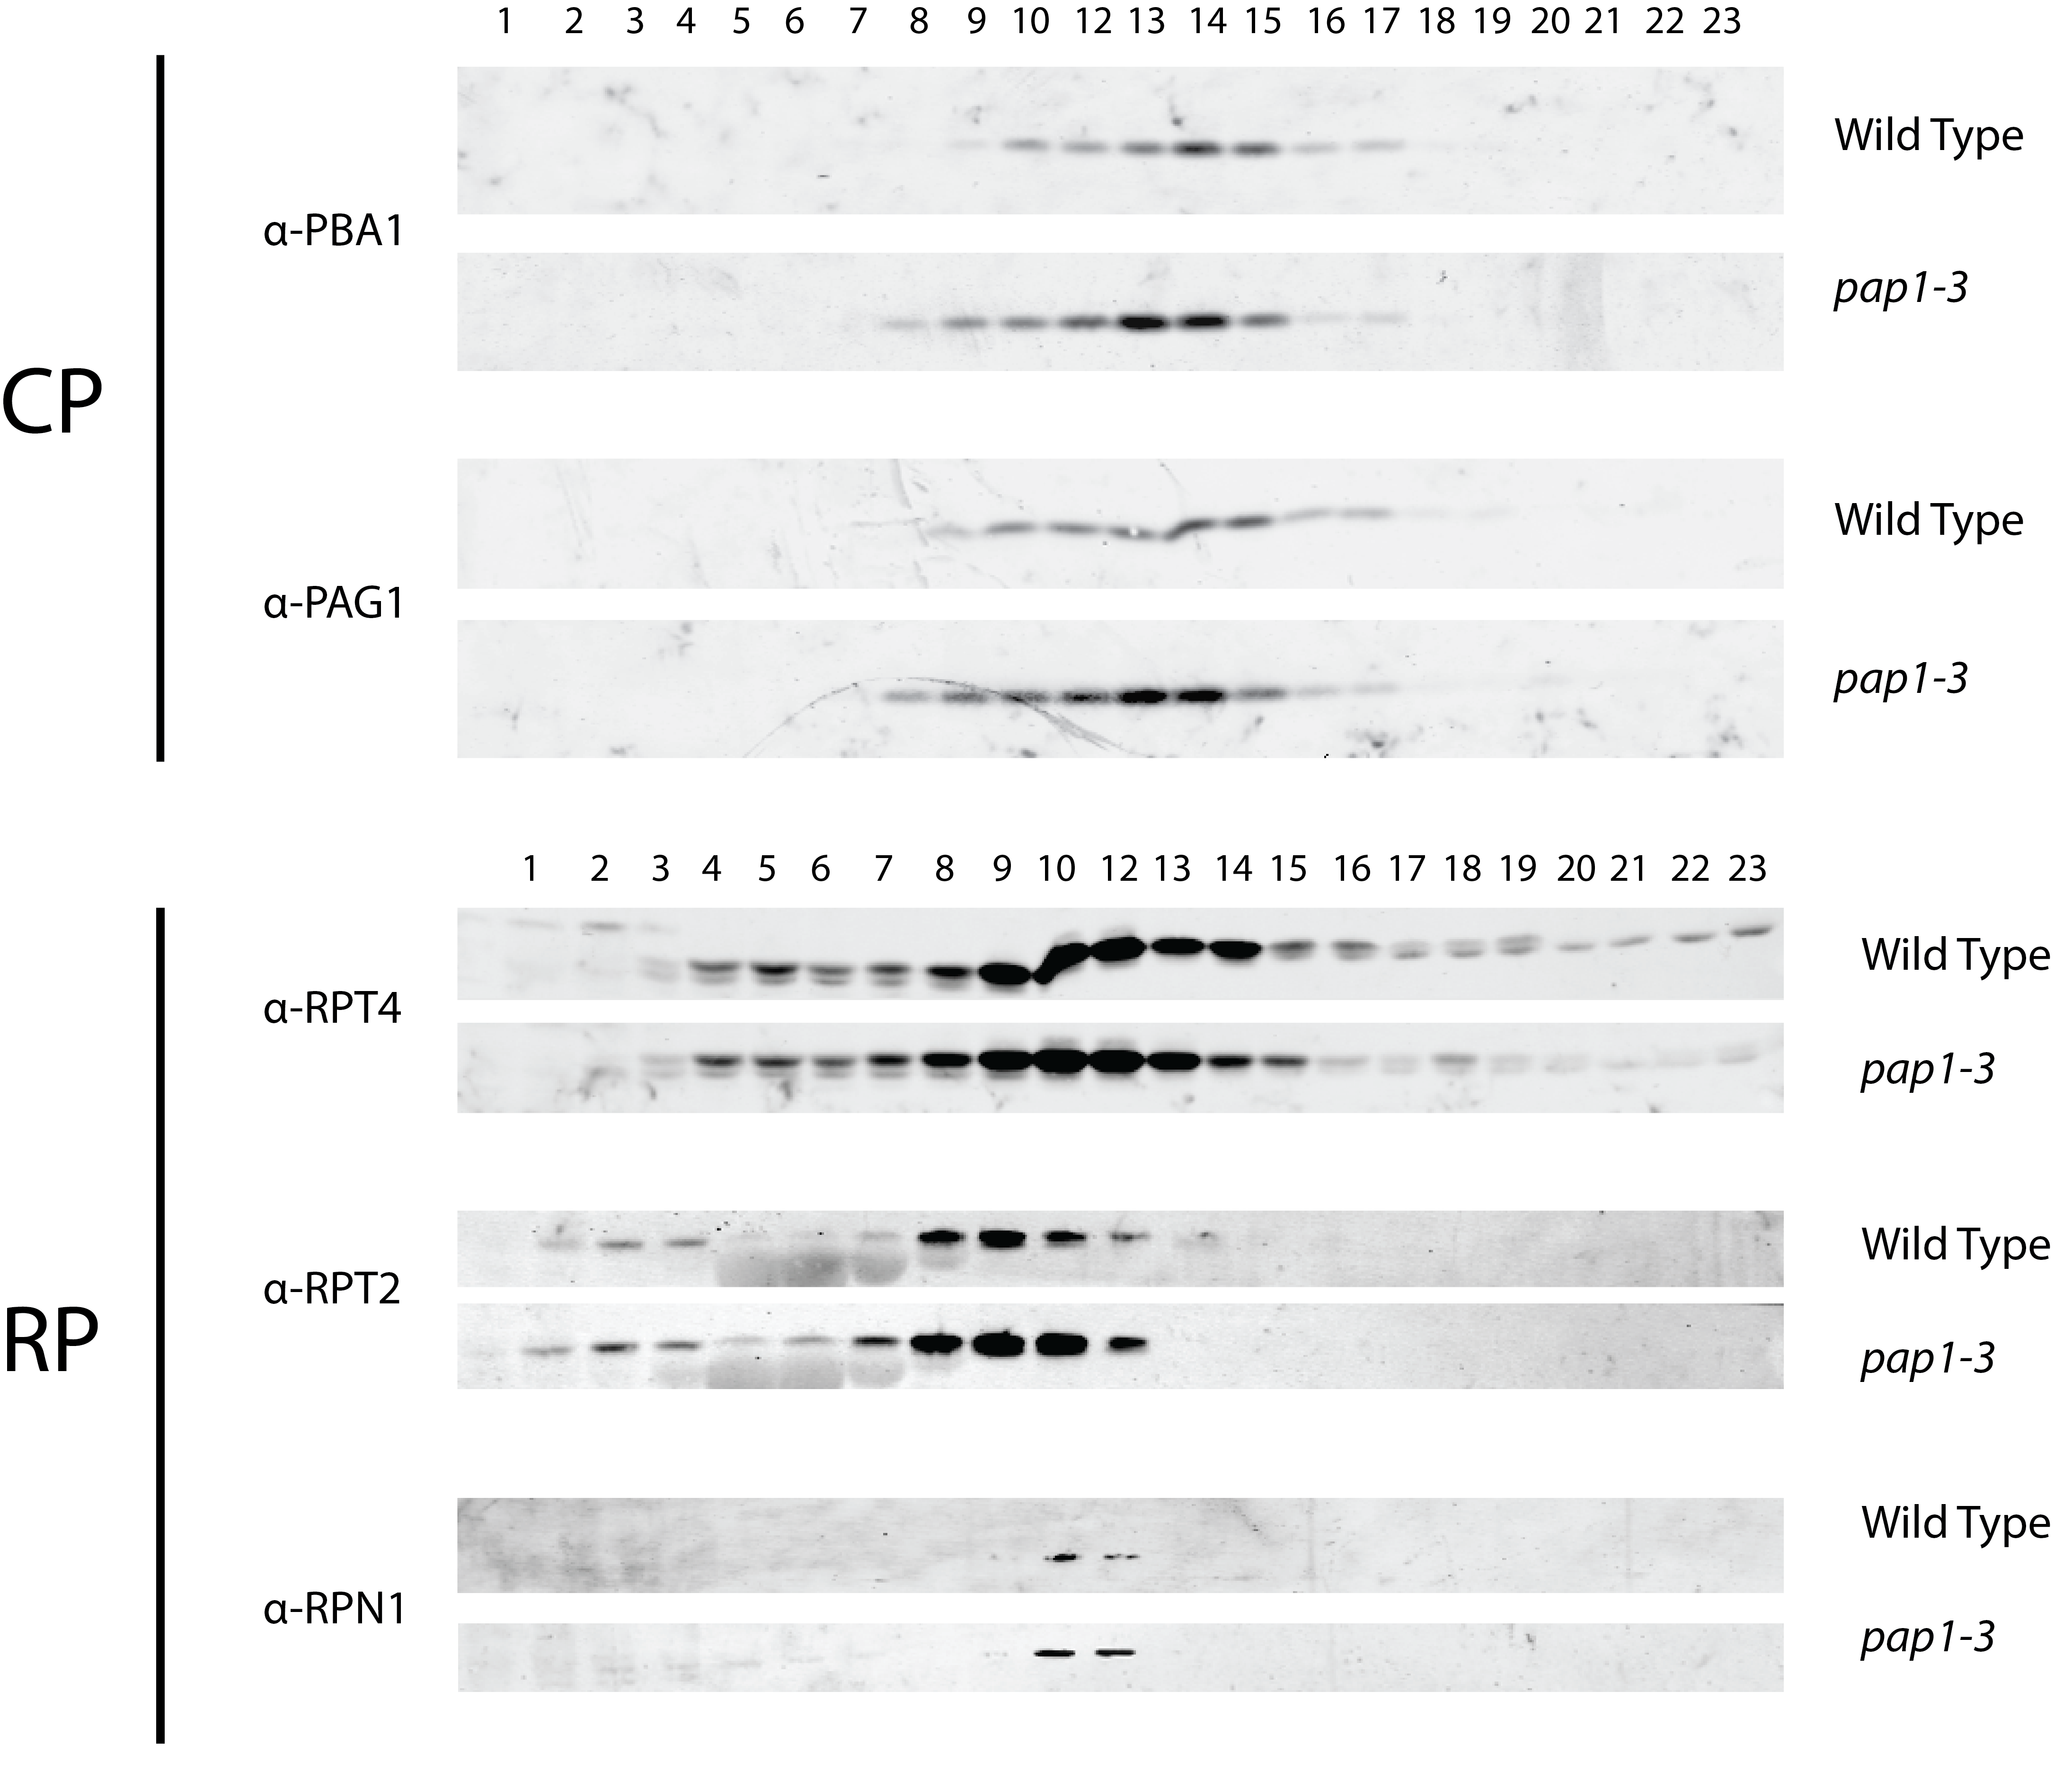 1 2 3 4 5 6 7 8 9 10 12 13 14 15 16 17 18 19 20 21 22 23
Wild Type
α-PBA1
pap1-3
CP
Wild Type
α-PAG1
pap1-3
1 2 3 4 5 6 7 8 9 10 12 13 14 15 16 17 18 19 20 21 22 23
Wild Type
α-RPT4
pap1-3
Wild Type
α-RPT2
RP
pap1-3
Wild Type
α-RPN1
pap1-3